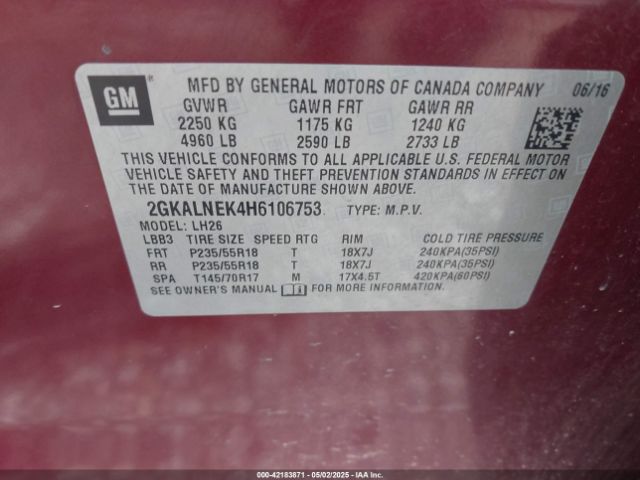 GM
MFD BY GENERAL MOTORS OF CANADA COMPANY 06/16
GVWR GAWR FRT GAWR RR
2250 KG 1175 KG 1240 KG
4960 LB 2590 LB 2733 LB
THIS VEHICLE CONFORMS TO ALL APPLICABLE U.S. FEDERAL MOTOR
VEHICLE SAFETY AND THEFT PREVENTION STANDARDS IN EFFECT ON THE
DATE OF MANUFACTURE SHOWN ABOVE.
2GKALNEK4H6106753 TYPE: M.P.V.
MODEL: LH26
LBB3 TIRE SIZE SPEED RTG RIM COLD TIRE PRESSURE
FRT P235/55R18 T 18X7J 240KPA(35PSI)
RR P235/55R18 T 18X7J 240KPA(35PSI)
SPA T145/70R17 M 17X4.5T 420KPA(60PSI)
SEE OWNER'S MANUAL FOR MORE INFORMATION
000-42183871 - 05/02/2025 - IAAI.COM